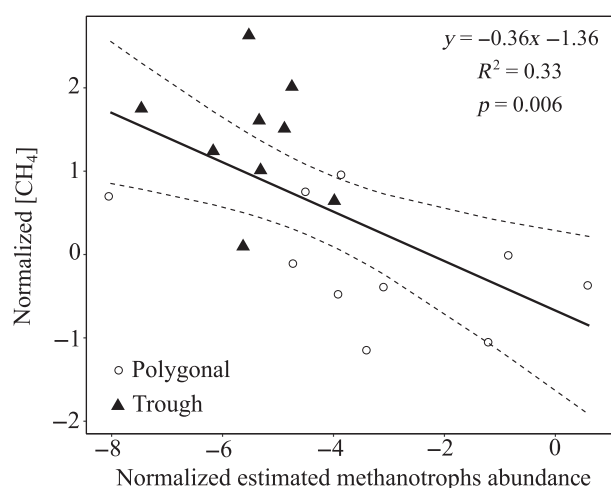 y = −0.36x −1.36
R² = 0.33
p = 0.006
2
1
0
−1
−2
Normalized [CH₄]
Polygonal
Trough
−8 −6 −4 −2 0
Normalized estimated methanotrophs abundance